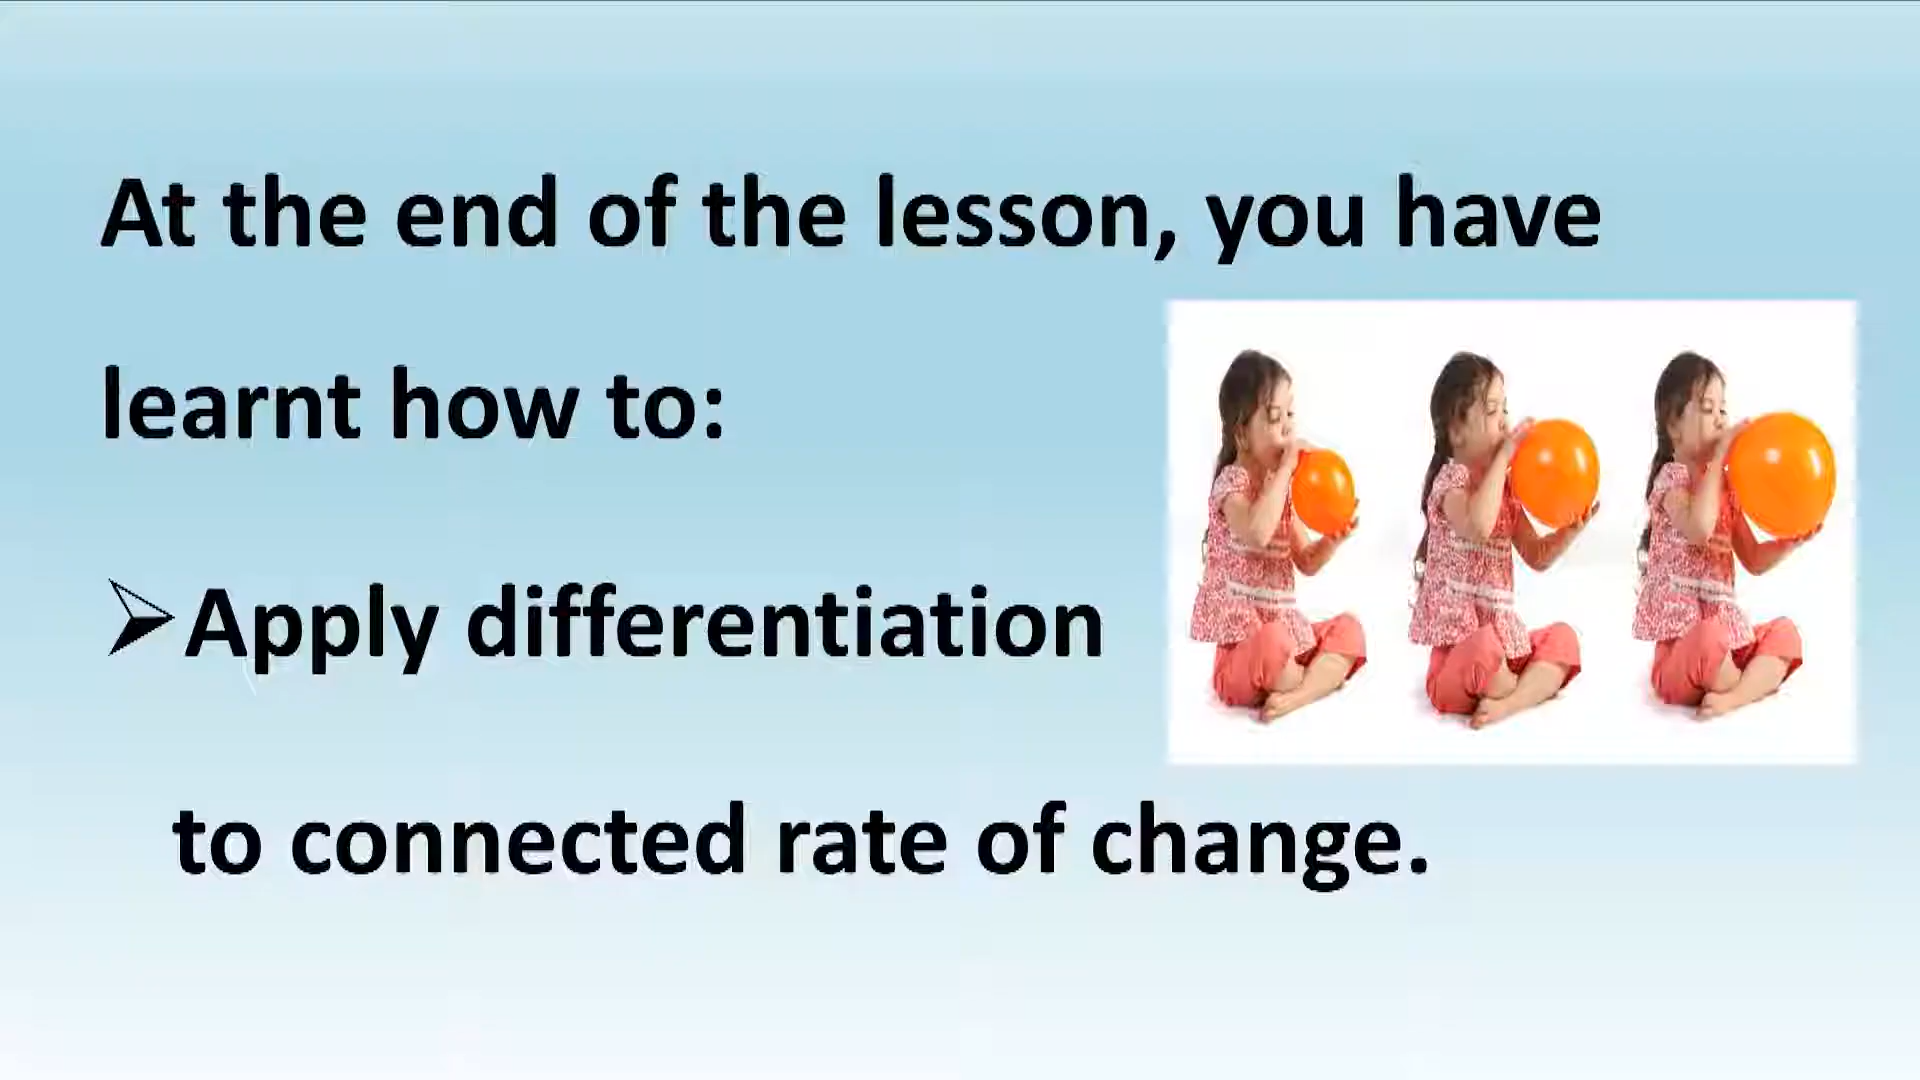 At the end of the lesson, you have
learnt how to:
➢Apply differentiation
to connected rate of change.